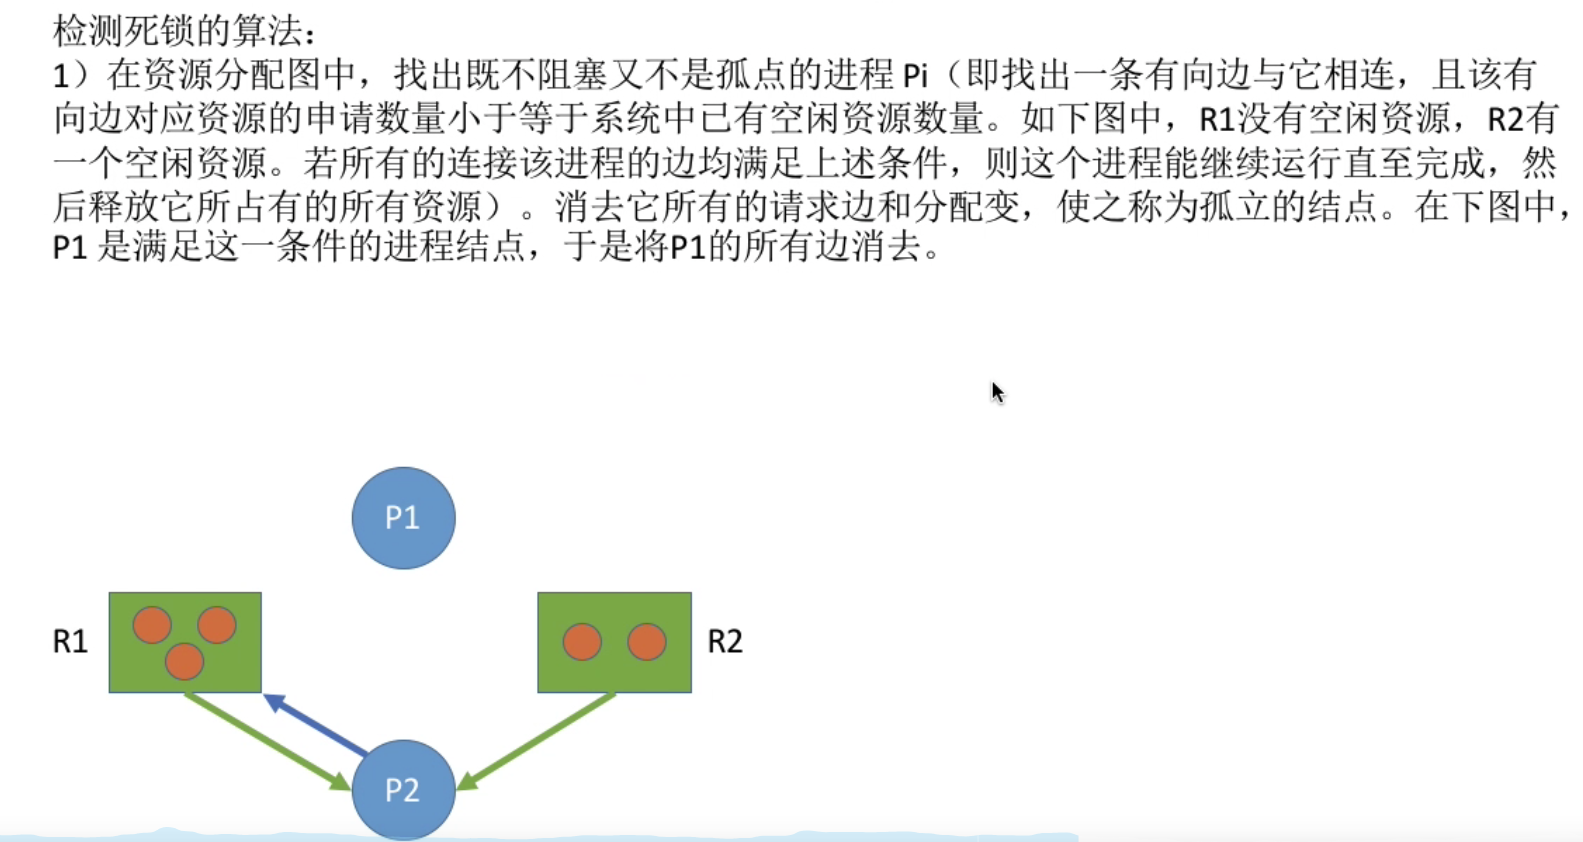 检测死锁的算法：
1）在资源分配图中，找出既不阻塞又不是孤点的进程 Pi（即找出一条有向边与它相连，且该有
向边对应资源的申请数量小于等于系统中已有空闲资源数量。如下图中，R1没有空闲资源，R2有
一个空闲资源。若所有的连接该进程的边均满足上述条件，则这个进程能继续运行直至完成，然
后释放它所占有的所有资源）。消去它所有的请求边和分配变，使之称为孤立的结点。在下图中，
P1 是满足这一条件的进程结点，于是将P1的所有边消去。
P1
R1
R2
P2